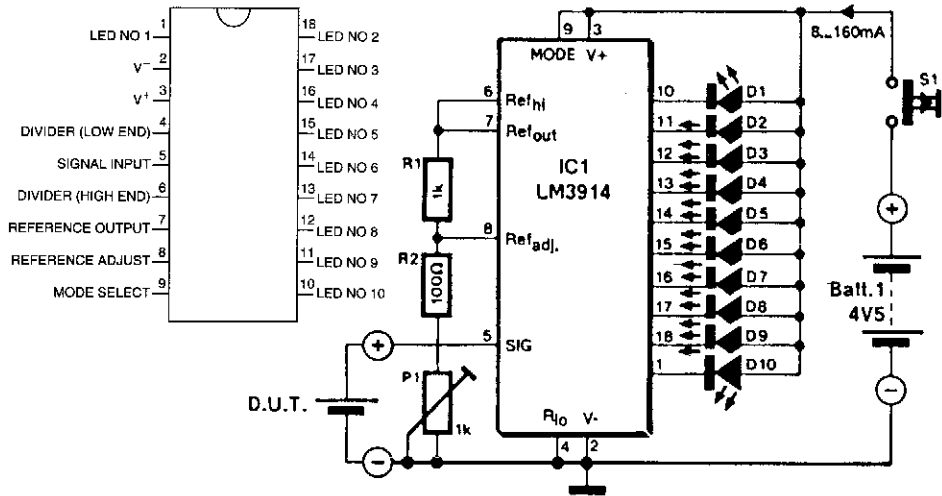 1
LED NO 1
2
V−
3
V+
4
DIVIDER (LOW END)
5
SIGNAL INPUT
6
DIVIDER (HIGH END)
7
REFERENCE OUTPUT
8
REFERENCE ADJUST
9
MODE SELECT
18
LED NO 2
17
LED NO 3
16
LED NO 4
15
LED NO 5
14
LED NO 6
13
LED NO 7
12
LED NO 8
11
LED NO 9
10
LED NO 10
9 3
MODE V+
8...160mA
S1
6 Refhi
7 Refout
R1
1k
8 Refadj.
R2
100Ω
5 SIG
P1
1k
D.U.T.
+
−
IC1
LM3914
10 D1
11 D2
12 D3
13 D4
14 D5
15 D6
16 D7
17 D8
18 D9
1 D10
Rlo V-
4 2
+
Batt.1
4V5
−